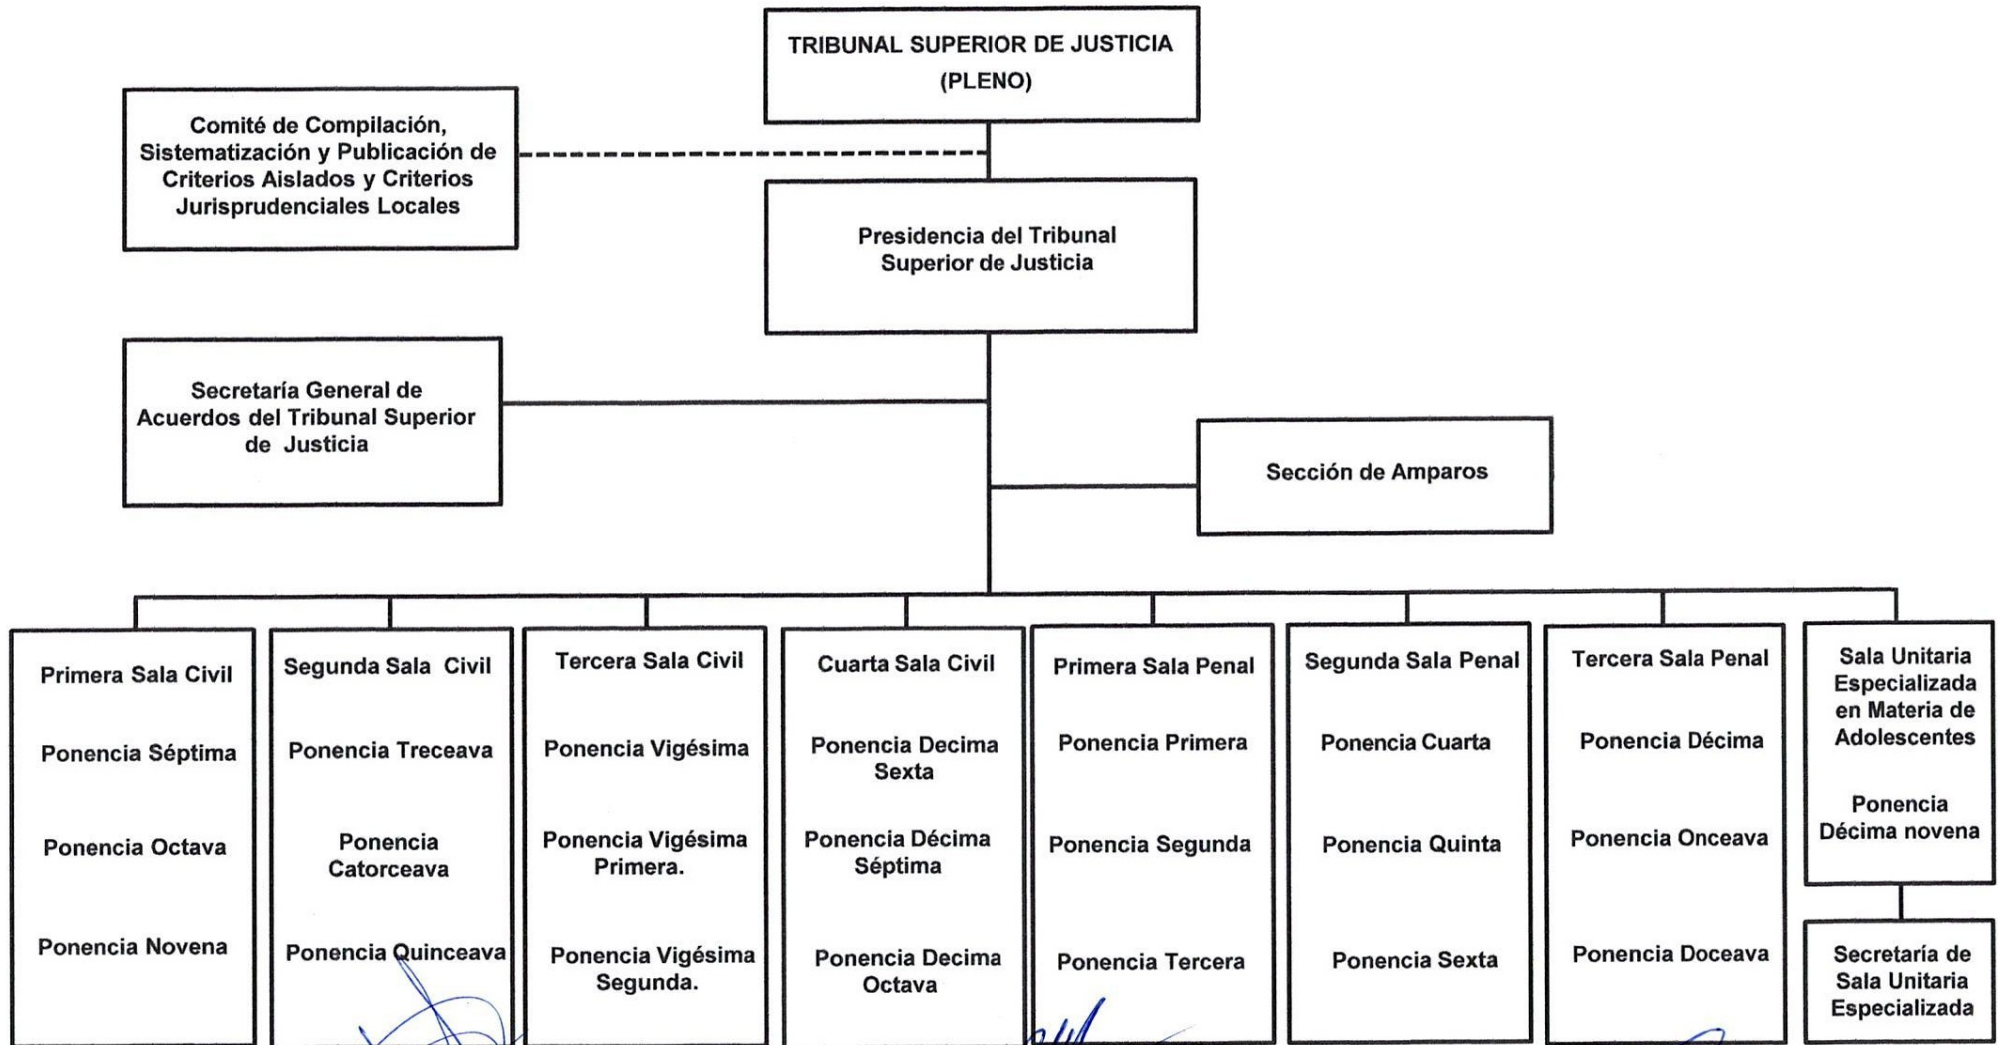 TRIBUNAL SUPERIOR DE JUSTICIA
(PLENO)
Comité de Compilación,
Sistematización y Publicación de
Criterios Aislados y Criterios
Jurisprudenciales Locales
Presidencia del Tribunal
Superior de Justicia
Secretaría General de
Acuerdos del Tribunal Superior
de Justicia
Sección de Amparos
Primera Sala Civil
Ponencia Séptima
Ponencia Octava
Ponencia Novena
Segunda Sala Civil
Ponencia Treceava
Ponencia
Catorceava
Ponencia Quinceava
Tercera Sala Civil
Ponencia Vigésima
Ponencia Vigésima
Primera.
Ponencia Vigésima
Segunda.
Cuarta Sala Civil
Ponencia Decima
Sexta
Ponencia Décima
Séptima
Ponencia Decima
Octava
Primera Sala Penal
Ponencia Primera
Ponencia Segunda
Ponencia Tercera
Segunda Sala Penal
Ponencia Cuarta
Ponencia Quinta
Ponencia Sexta
Tercera Sala Penal
Ponencia Décima
Ponencia Onceava
Ponencia Doceava
Sala Unitaria
Especializada
en Materia de
Adolescentes
Ponencia
Décima novena
Secretaría de
Sala Unitaria
Especializada